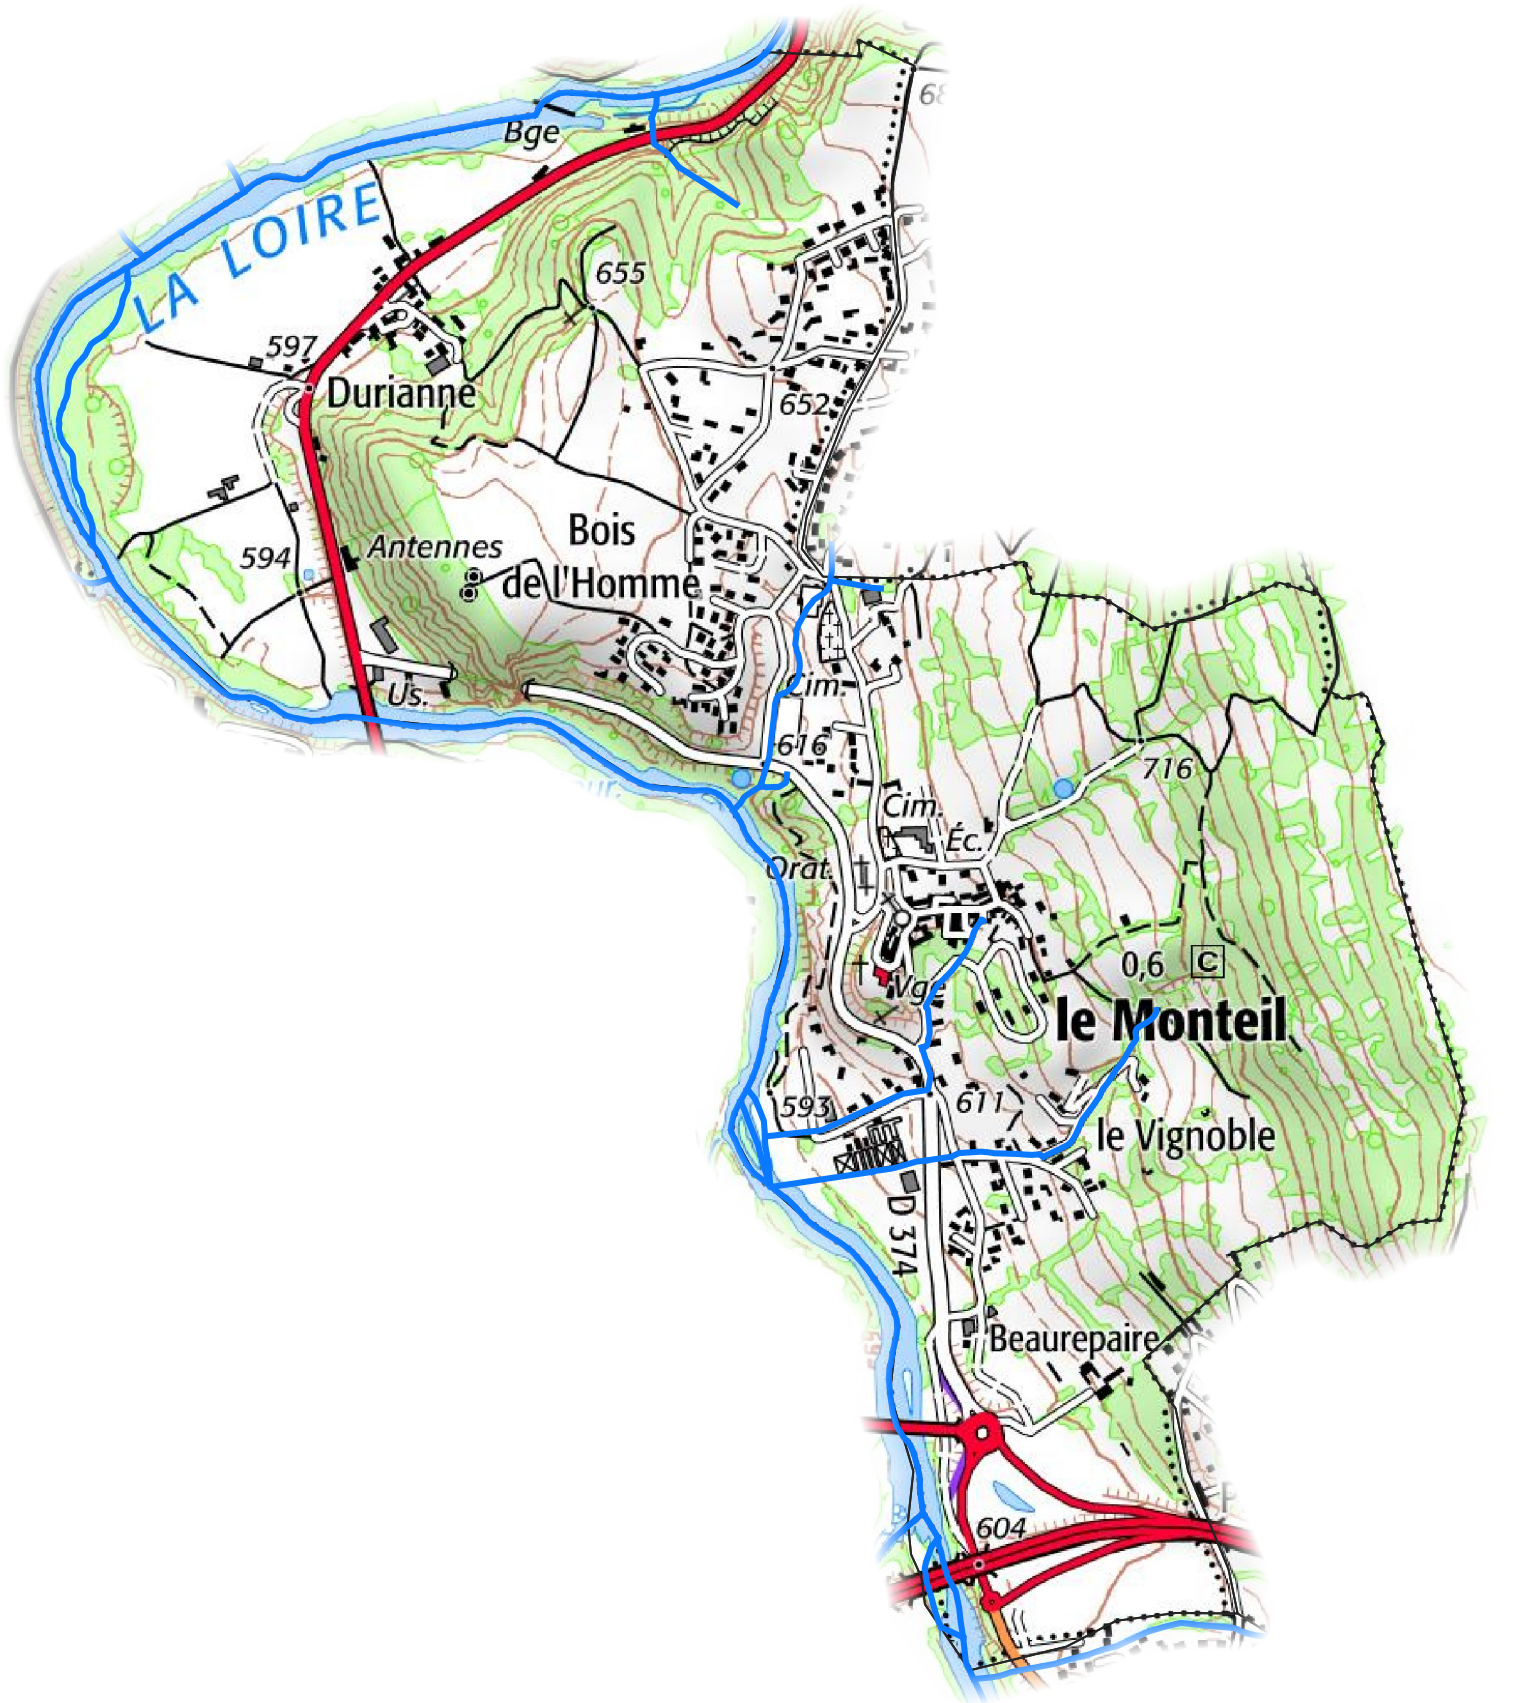 Bge
LA LOIRE
655
597
Durianne
652
Bois
de l'Homme
Antennes
594
Us.
Cim.
616
716
Cim.
Éc.
Orat.
0,6
C
Vge
le Monteil
593
611
le Vignoble
D 374
Beaurepaire
604